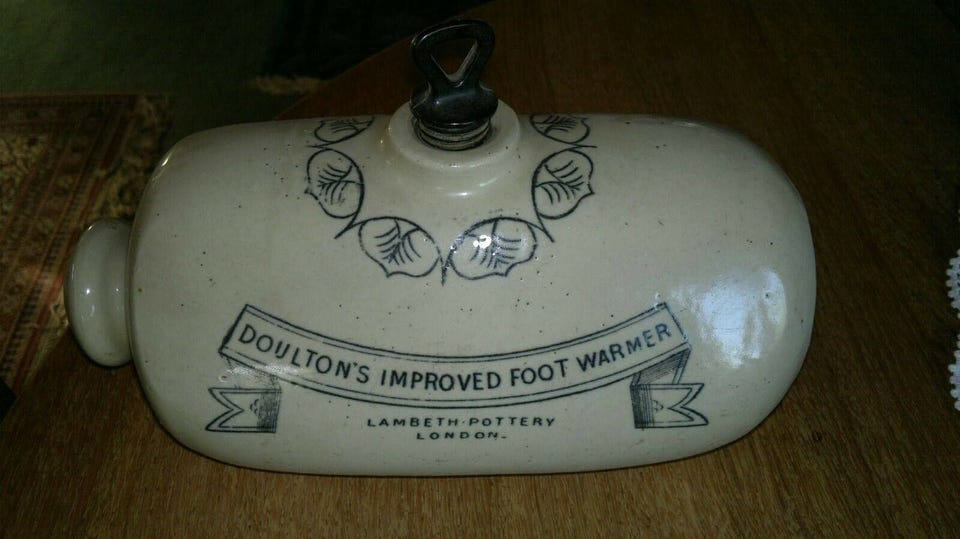 DOULTON'S IMPROVED FOOT WARMER
LAMBETH·POTTERY
LONDON-